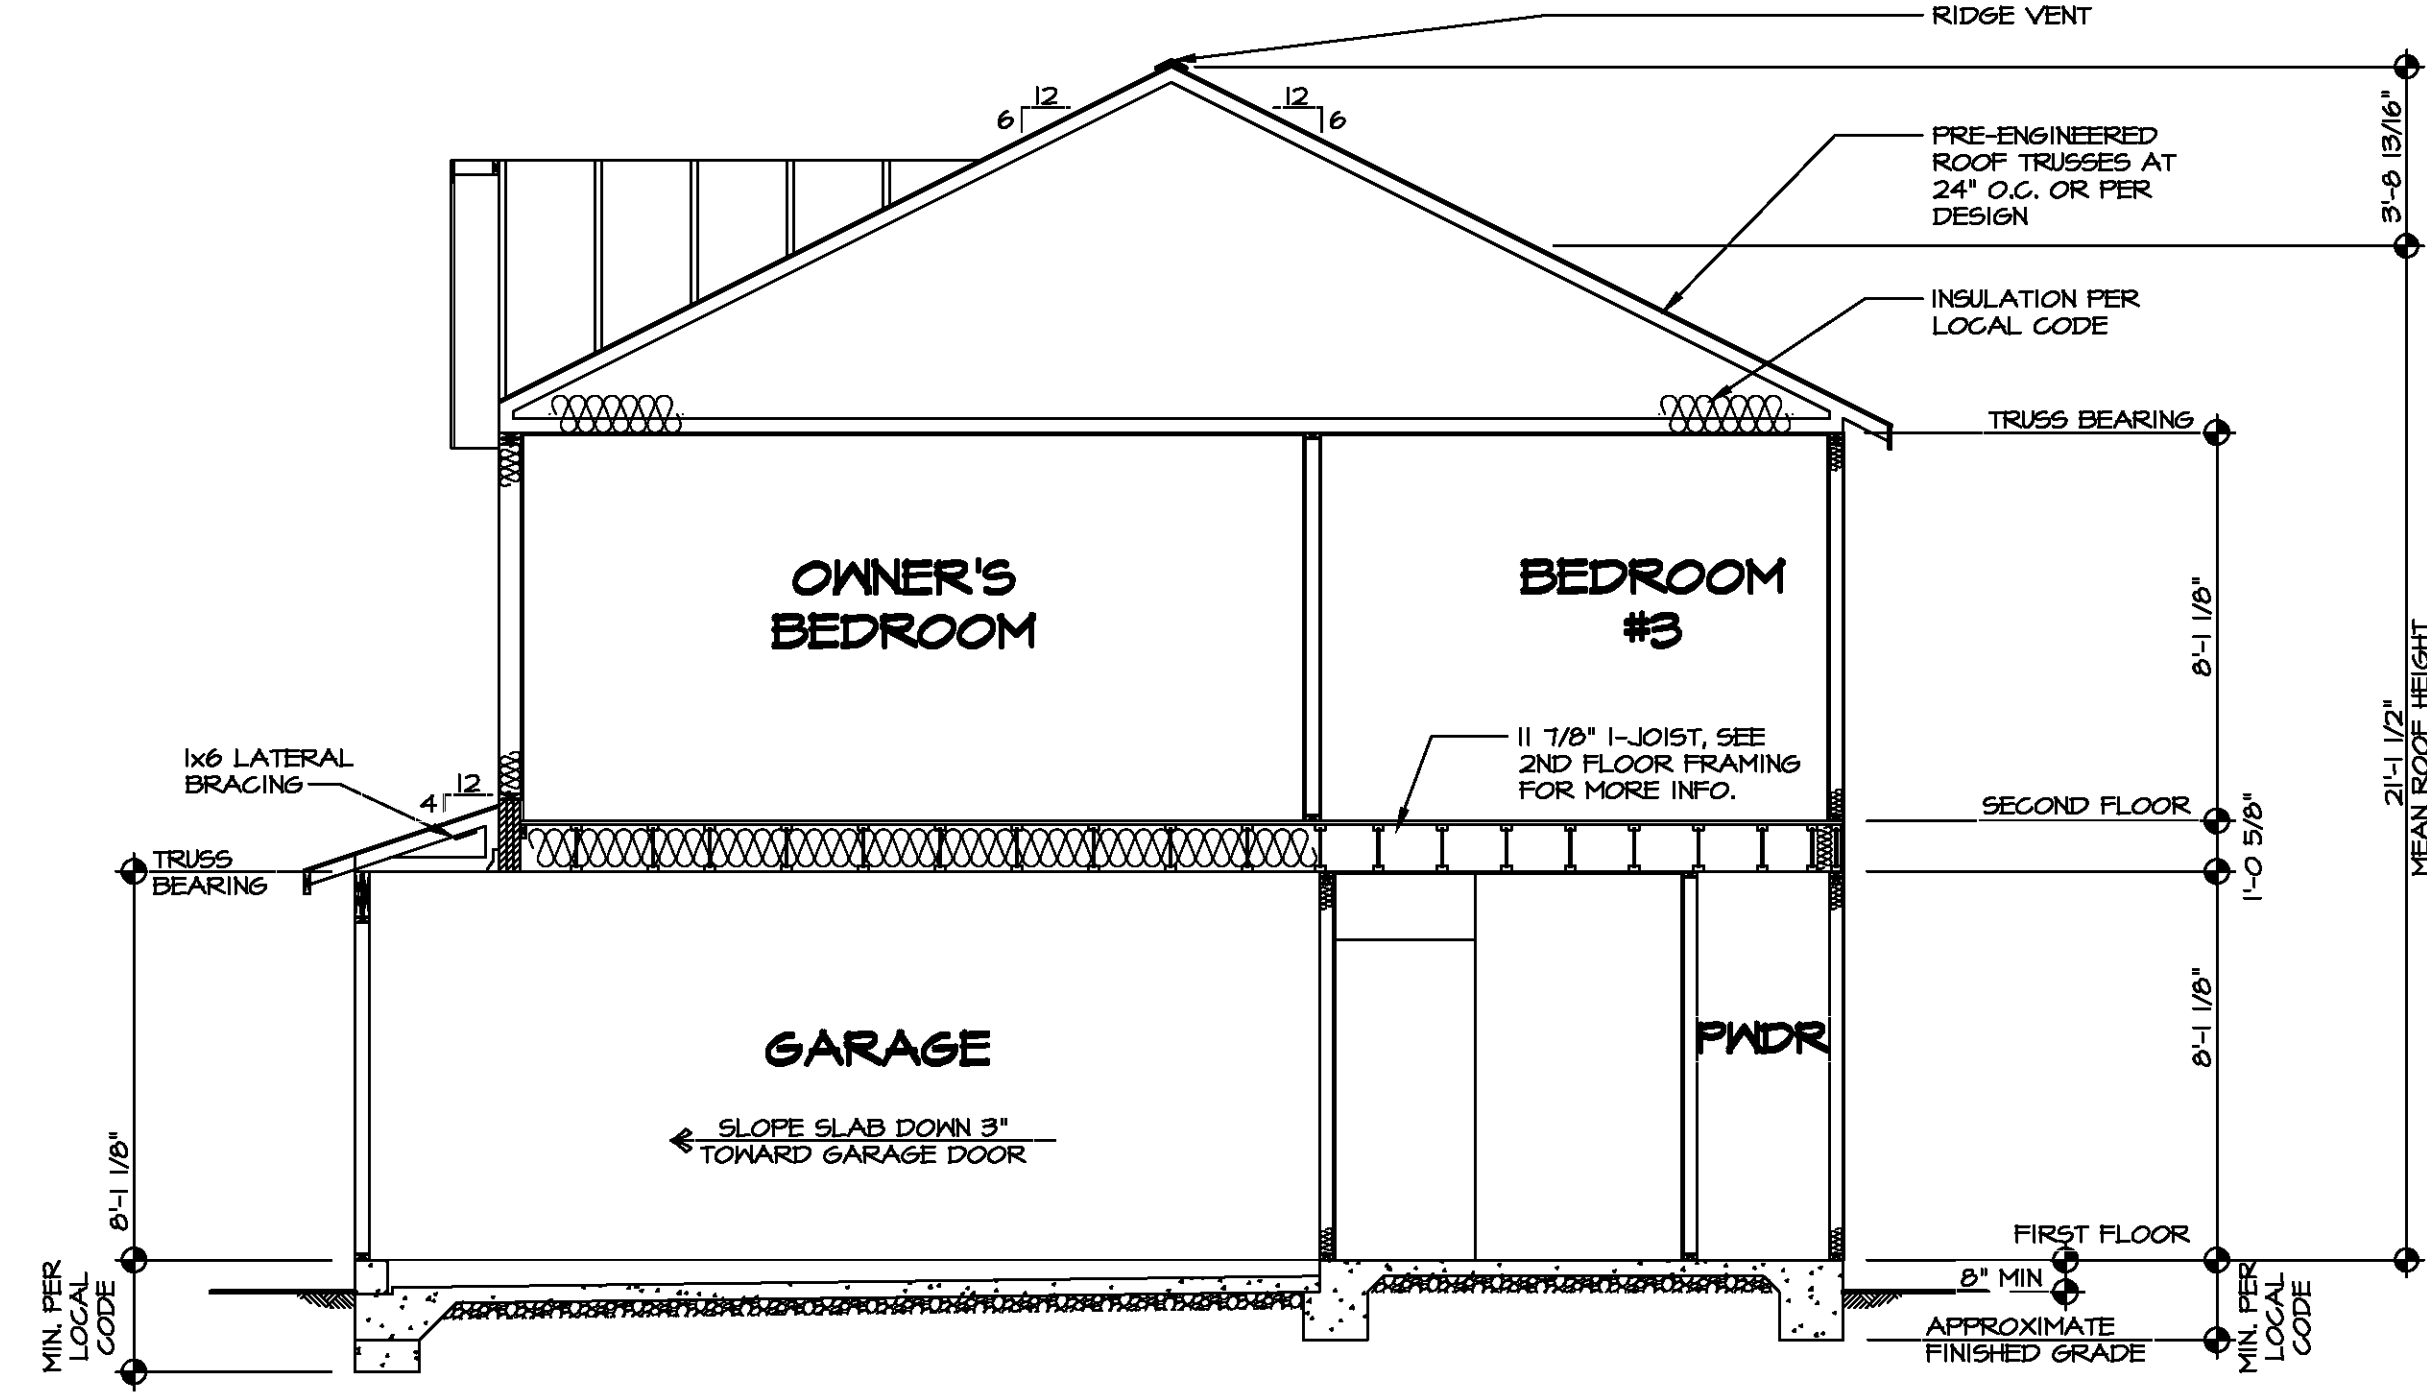 RIDGE VENT
12
6
12
6
PRE-ENGINEERED
ROOF TRUSSES AT
24" O.C. OR PER
DESIGN
3'-8 13/16"
INSULATION PER
LOCAL CODE
TRUSS BEARING
OWNER'S
BEDROOM
BEDROOM
#3
8'-1 1/8"
21'-1 1/2"
MEAN ROOF HEIGHT
11 7/8" I-JOIST, SEE
2ND FLOOR FRAMING
FOR MORE INFO.
1x6 LATERAL
BRACING
12
4
SECOND FLOOR
1'-0 5/8"
TRUSS
BEARING
GARAGE
PWDR
8'-1 1/8"
SLOPE SLAB DOWN 3"
TOWARD GARAGE DOOR
8'-1 1/8"
FIRST FLOOR
8" MIN
MIN. PER
LOCAL
CODE
APPROXIMATE
FINISHED GRADE
MIN. PER
LOCAL
CODE